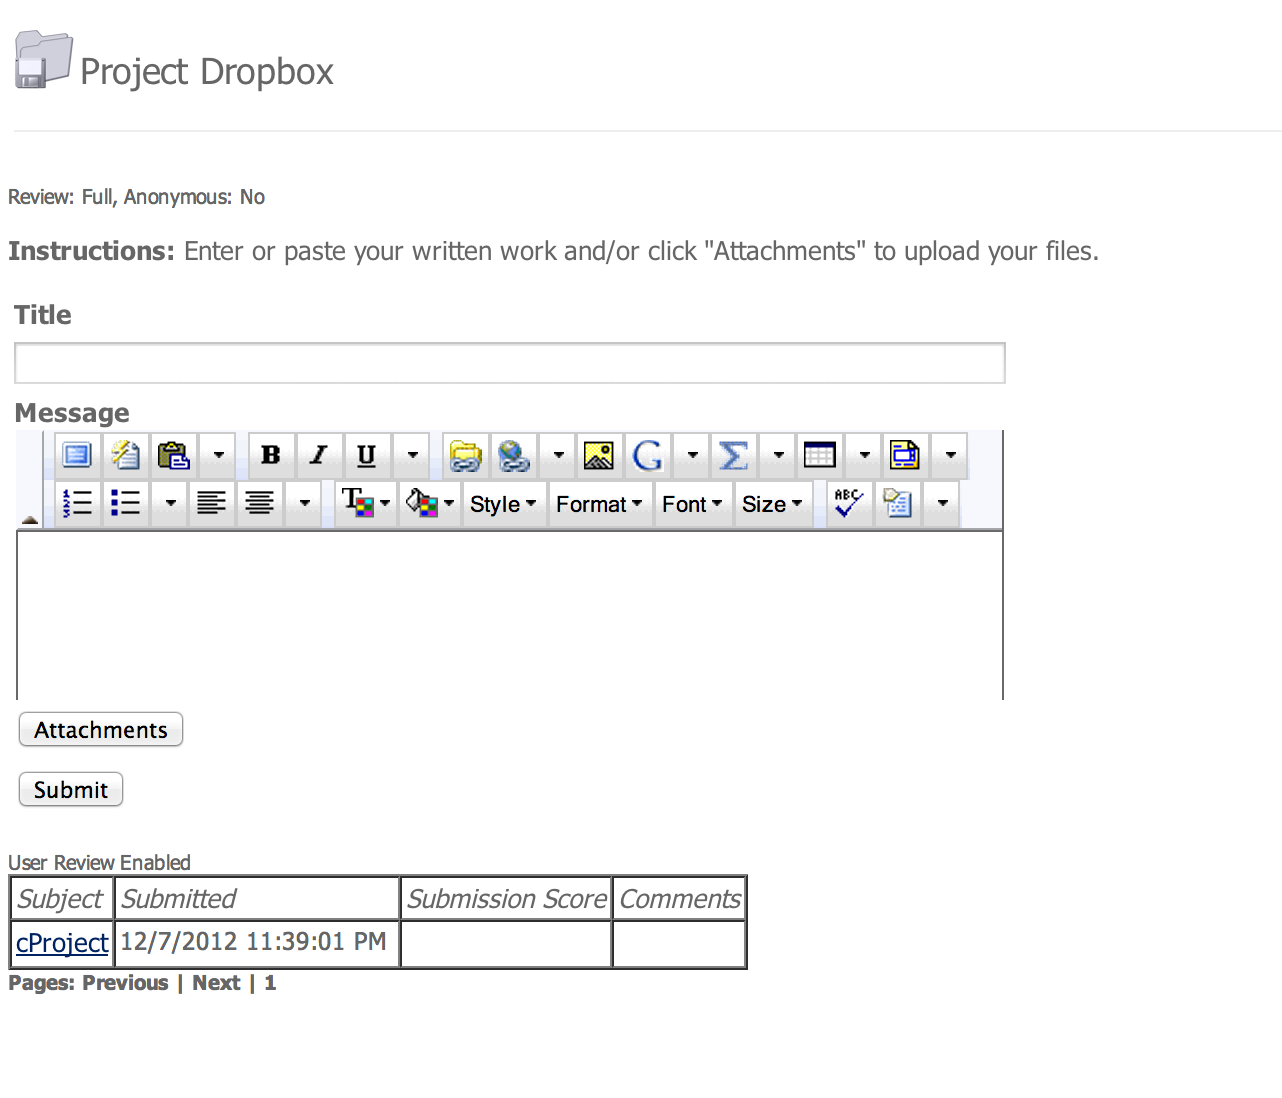 Project Dropbox
Review: Full, Anonymous: No
Instructions: Enter or paste your written work and/or click "Attachments" to upload your files.
Title
Message
B I U G Σ
Style Format Font Size ABC
Attachments
Submit
User Review Enabled
Subject Submitted Submission Score Comments
cProject 12/7/2012 11:39:01 PM
Pages: Previous | Next | 1